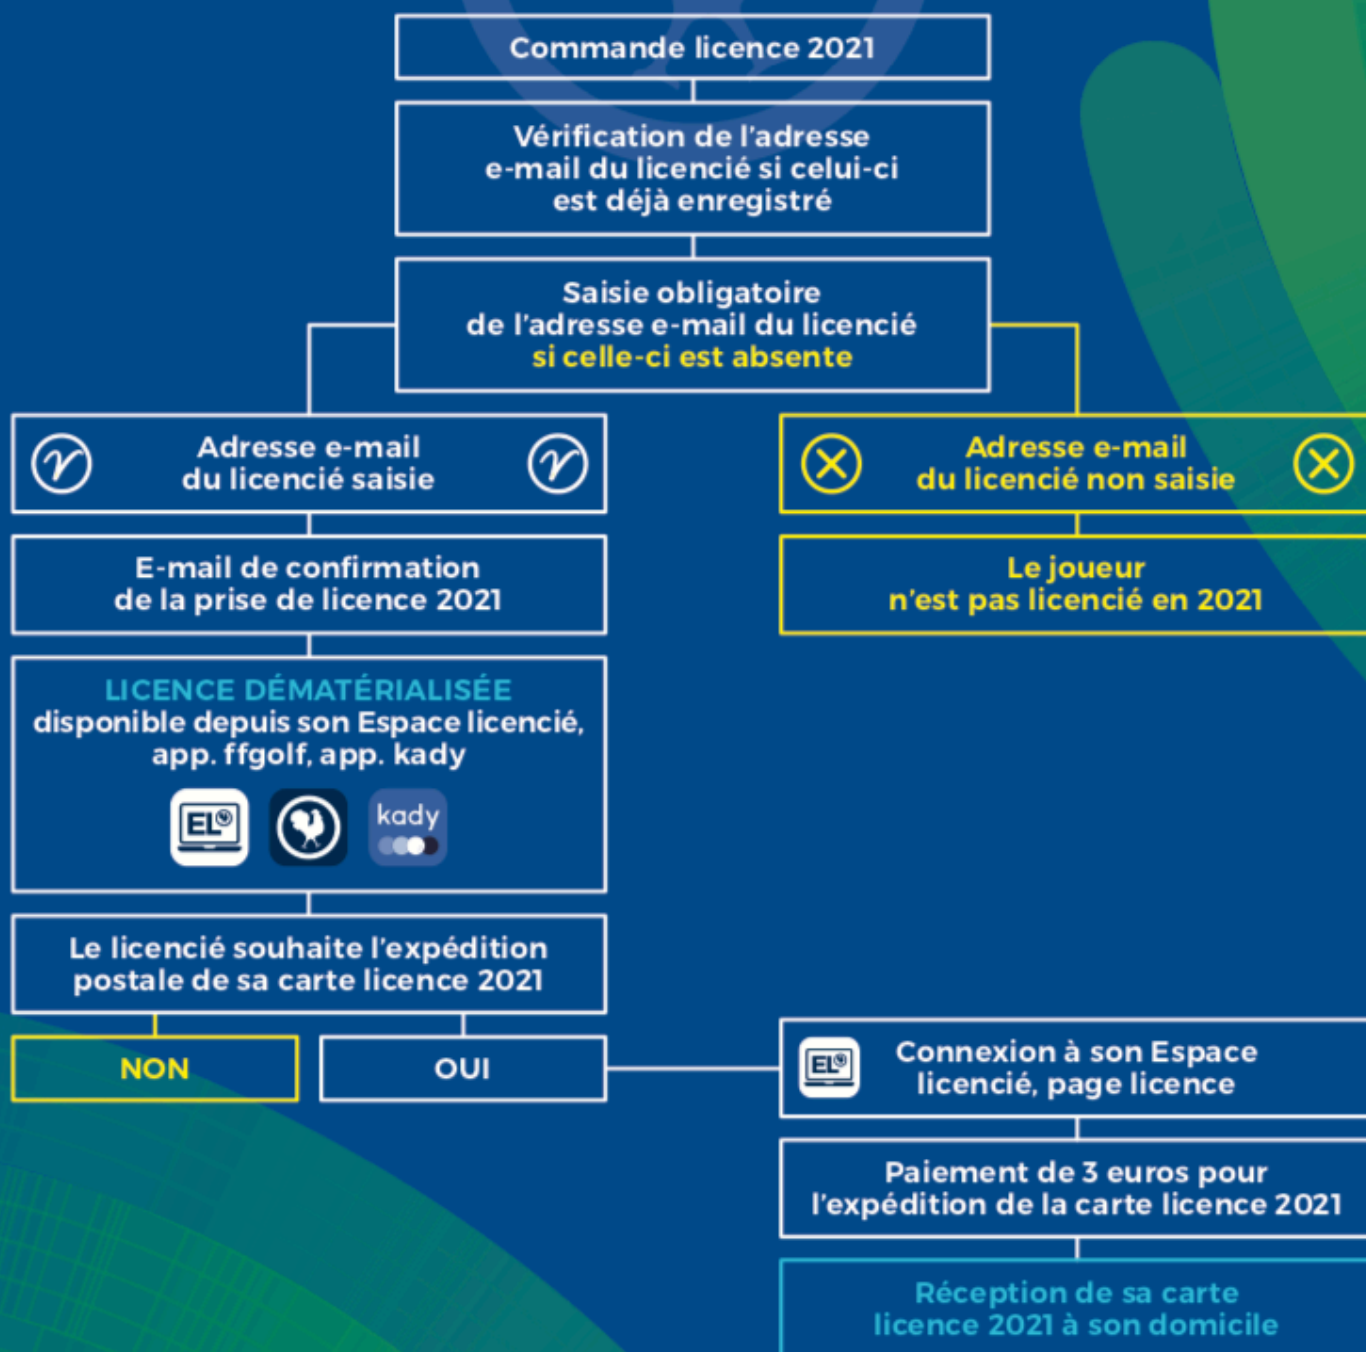 Commande licence 2021
Vérification de l'adresse
e-mail du licencié si celui-ci
est déjà enregistré
Saisie obligatoire
de l'adresse e-mail du licencié
si celle-ci est absente
Adresse e-mail
du licencié saisie
Adresse e-mail
du licencié non saisie
E-mail de confirmation
de la prise de licence 2021
Le joueur
n'est pas licencié en 2021
LICENCE DÉMATÉRIALISÉE
disponible depuis son Espace licencié,
app. ffgolf, app. kady
EL
kady
Le licencié souhaite l'expédition
postale de sa carte licence 2021
NON
OUI
EL
Connexion à son Espace
licencié, page licence
Paiement de 3 euros pour
l'expédition de la carte licence 2021
Réception de sa carte
licence 2021 à son domicile